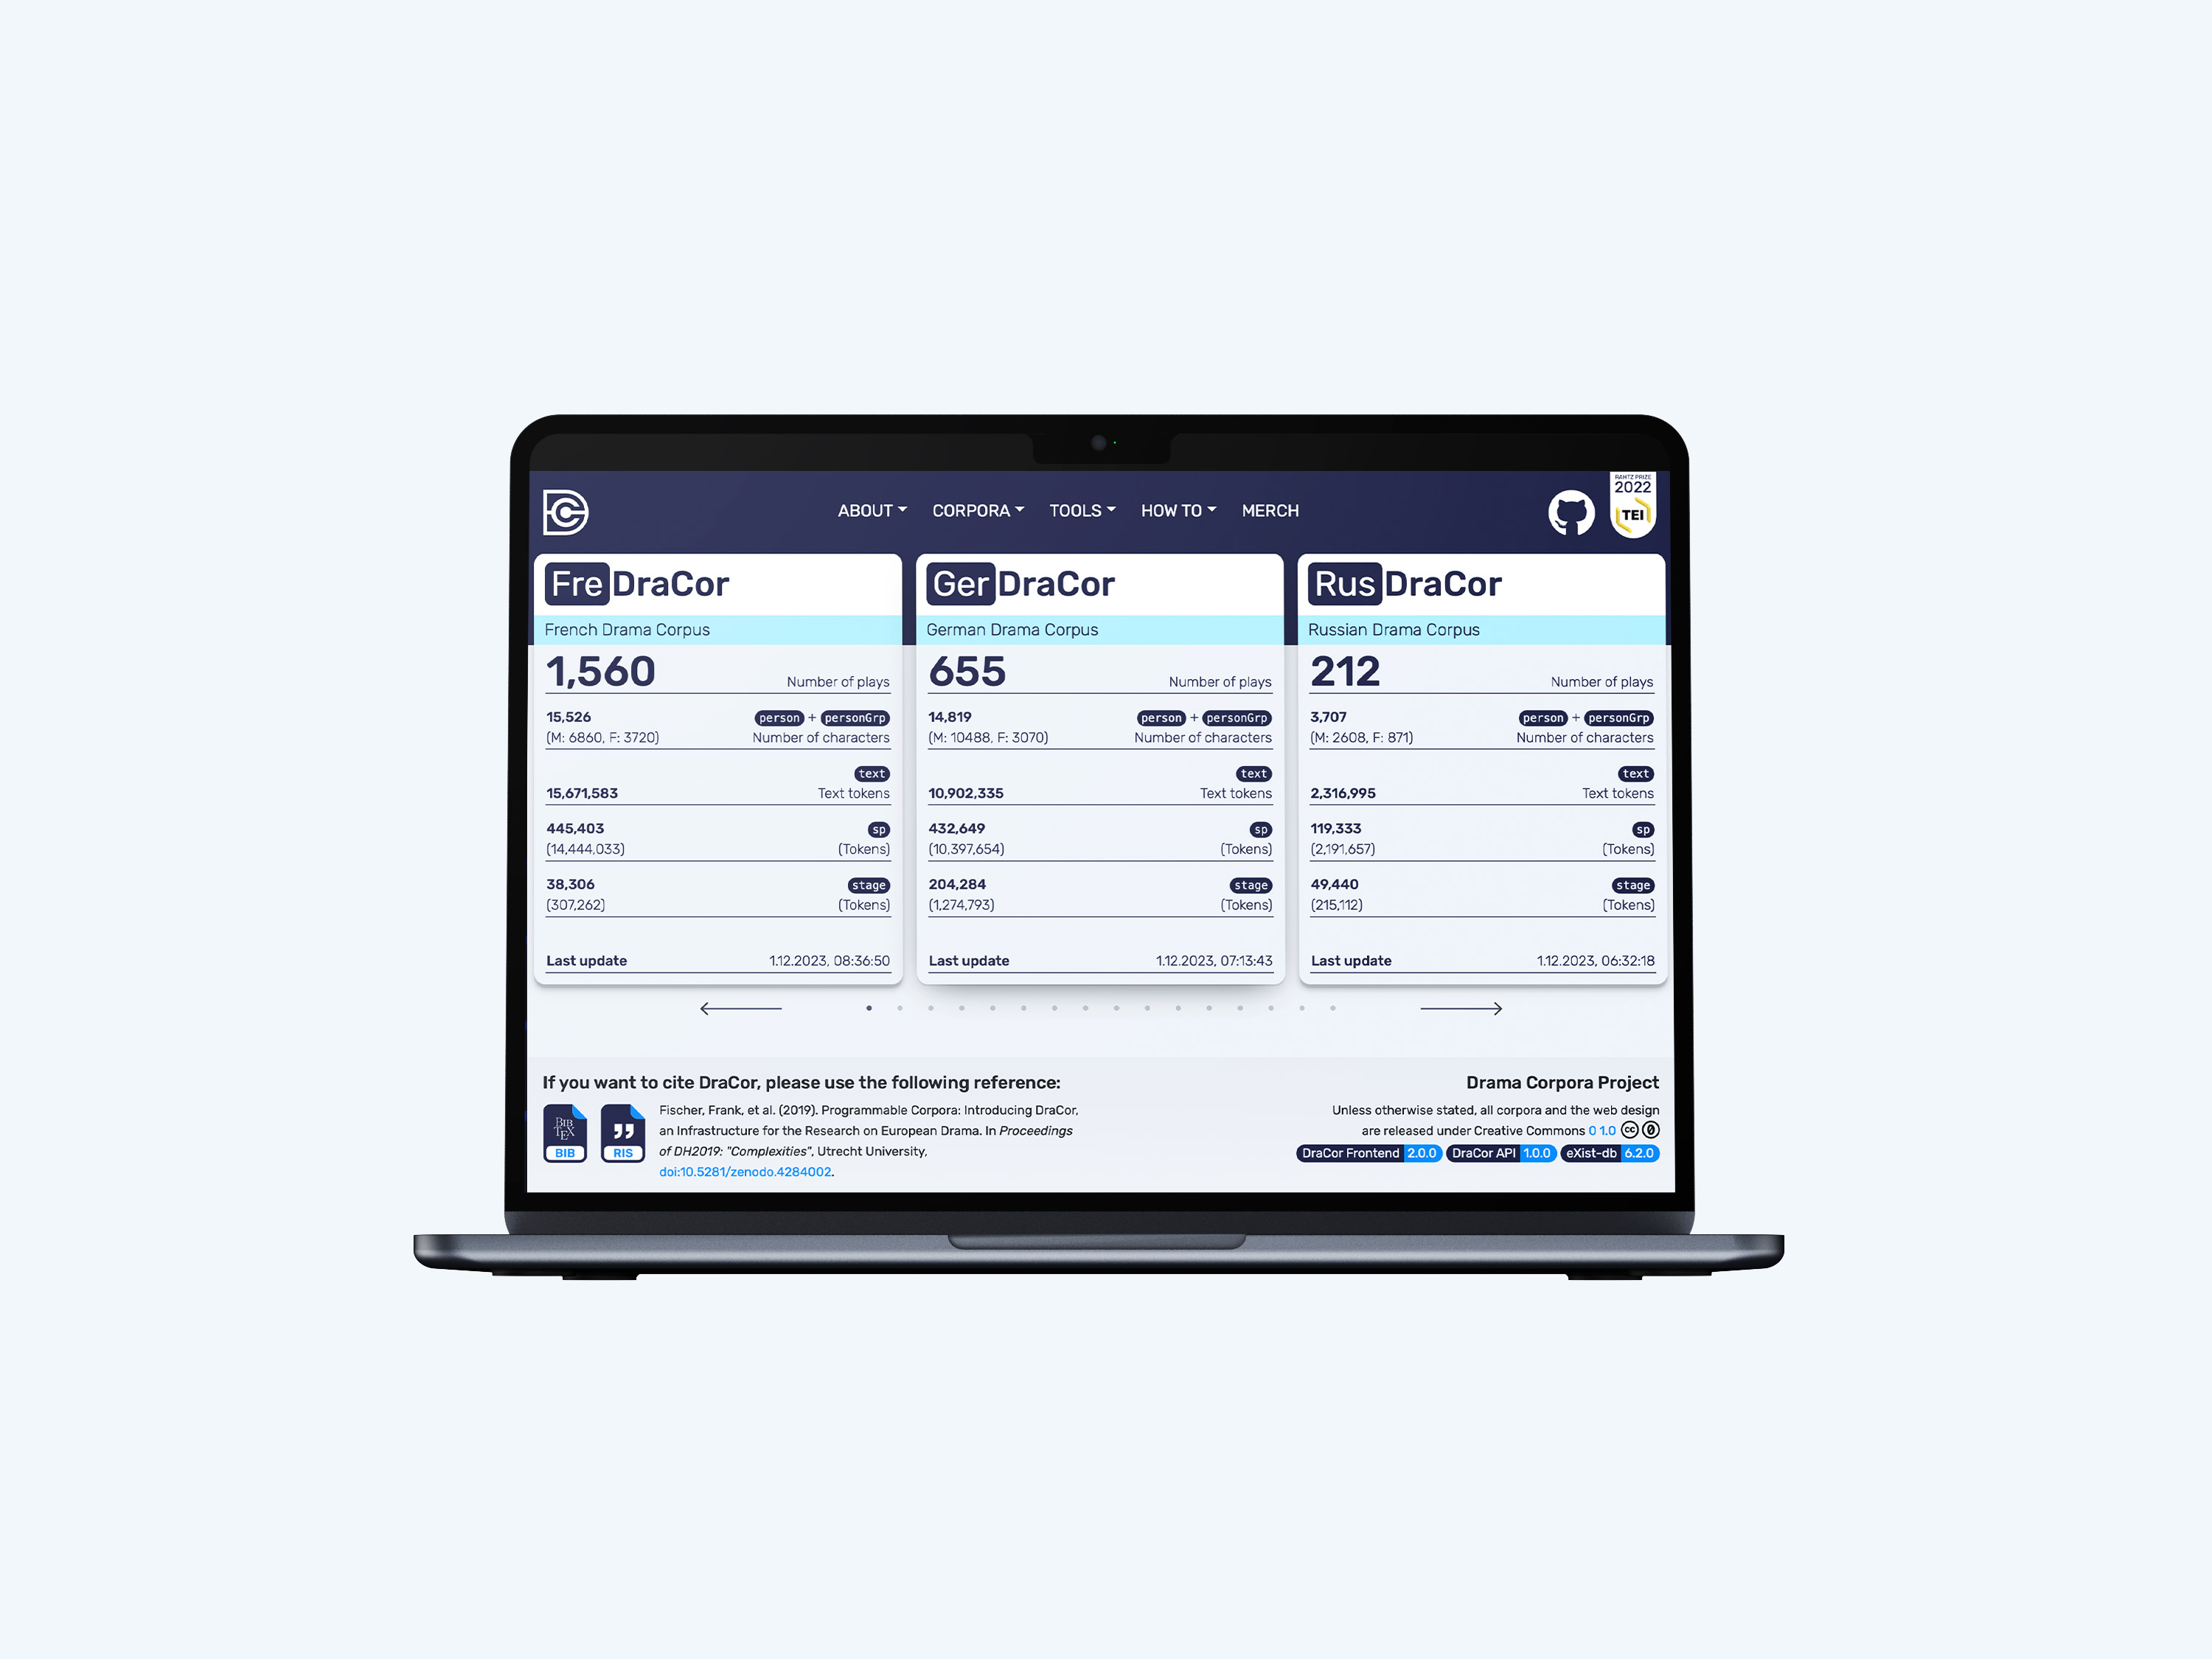 ABOUT CORPORA TOOLS HOW TO MERCH
RAHTZ PRIZE
2022
TEI
FreDraCor
French Drama Corpus
1,560 Number of plays
15,526 person + personGrp
(M: 6860, F: 3720) Number of characters
text
15,671,583 Text tokens
445,403 sp
(14,444,033) (Tokens)
38,306 stage
(307,262) (Tokens)
Last update 1.12.2023, 08:36:50
GerDraCor
German Drama Corpus
655 Number of plays
14,819 person + personGrp
(M: 10488, F: 3070) Number of characters
text
10,902,335 Text tokens
432,649 sp
(10,397,654) (Tokens)
204,284 stage
(1,274,793) (Tokens)
Last update 1.12.2023, 07:13:43
RusDraCor
Russian Drama Corpus
212 Number of plays
3,707 person + personGrp
(M: 2608, F: 871) Number of characters
text
2,316,995 Text tokens
119,333 sp
(2,191,657) (Tokens)
49,440 stage
(215,112) (Tokens)
Last update 1.12.2023, 06:32:18
If you want to cite DraCor, please use the following reference:
BIB
TEX
BIB
RIS
Fischer, Frank, et al. (2019). Programmable Corpora: Introducing DraCor,
an Infrastructure for the Research on European Drama. In Proceedings
of DH2019: "Complexities", Utrecht University,
doi:10.5281/zenodo.4284002.
Drama Corpora Project
Unless otherwise stated, all corpora and the web design
are released under Creative Commons 0 1.0 cc 0
DraCor Frontend 2.0.0 DraCor API 1.0.0 eXist-db 6.2.0